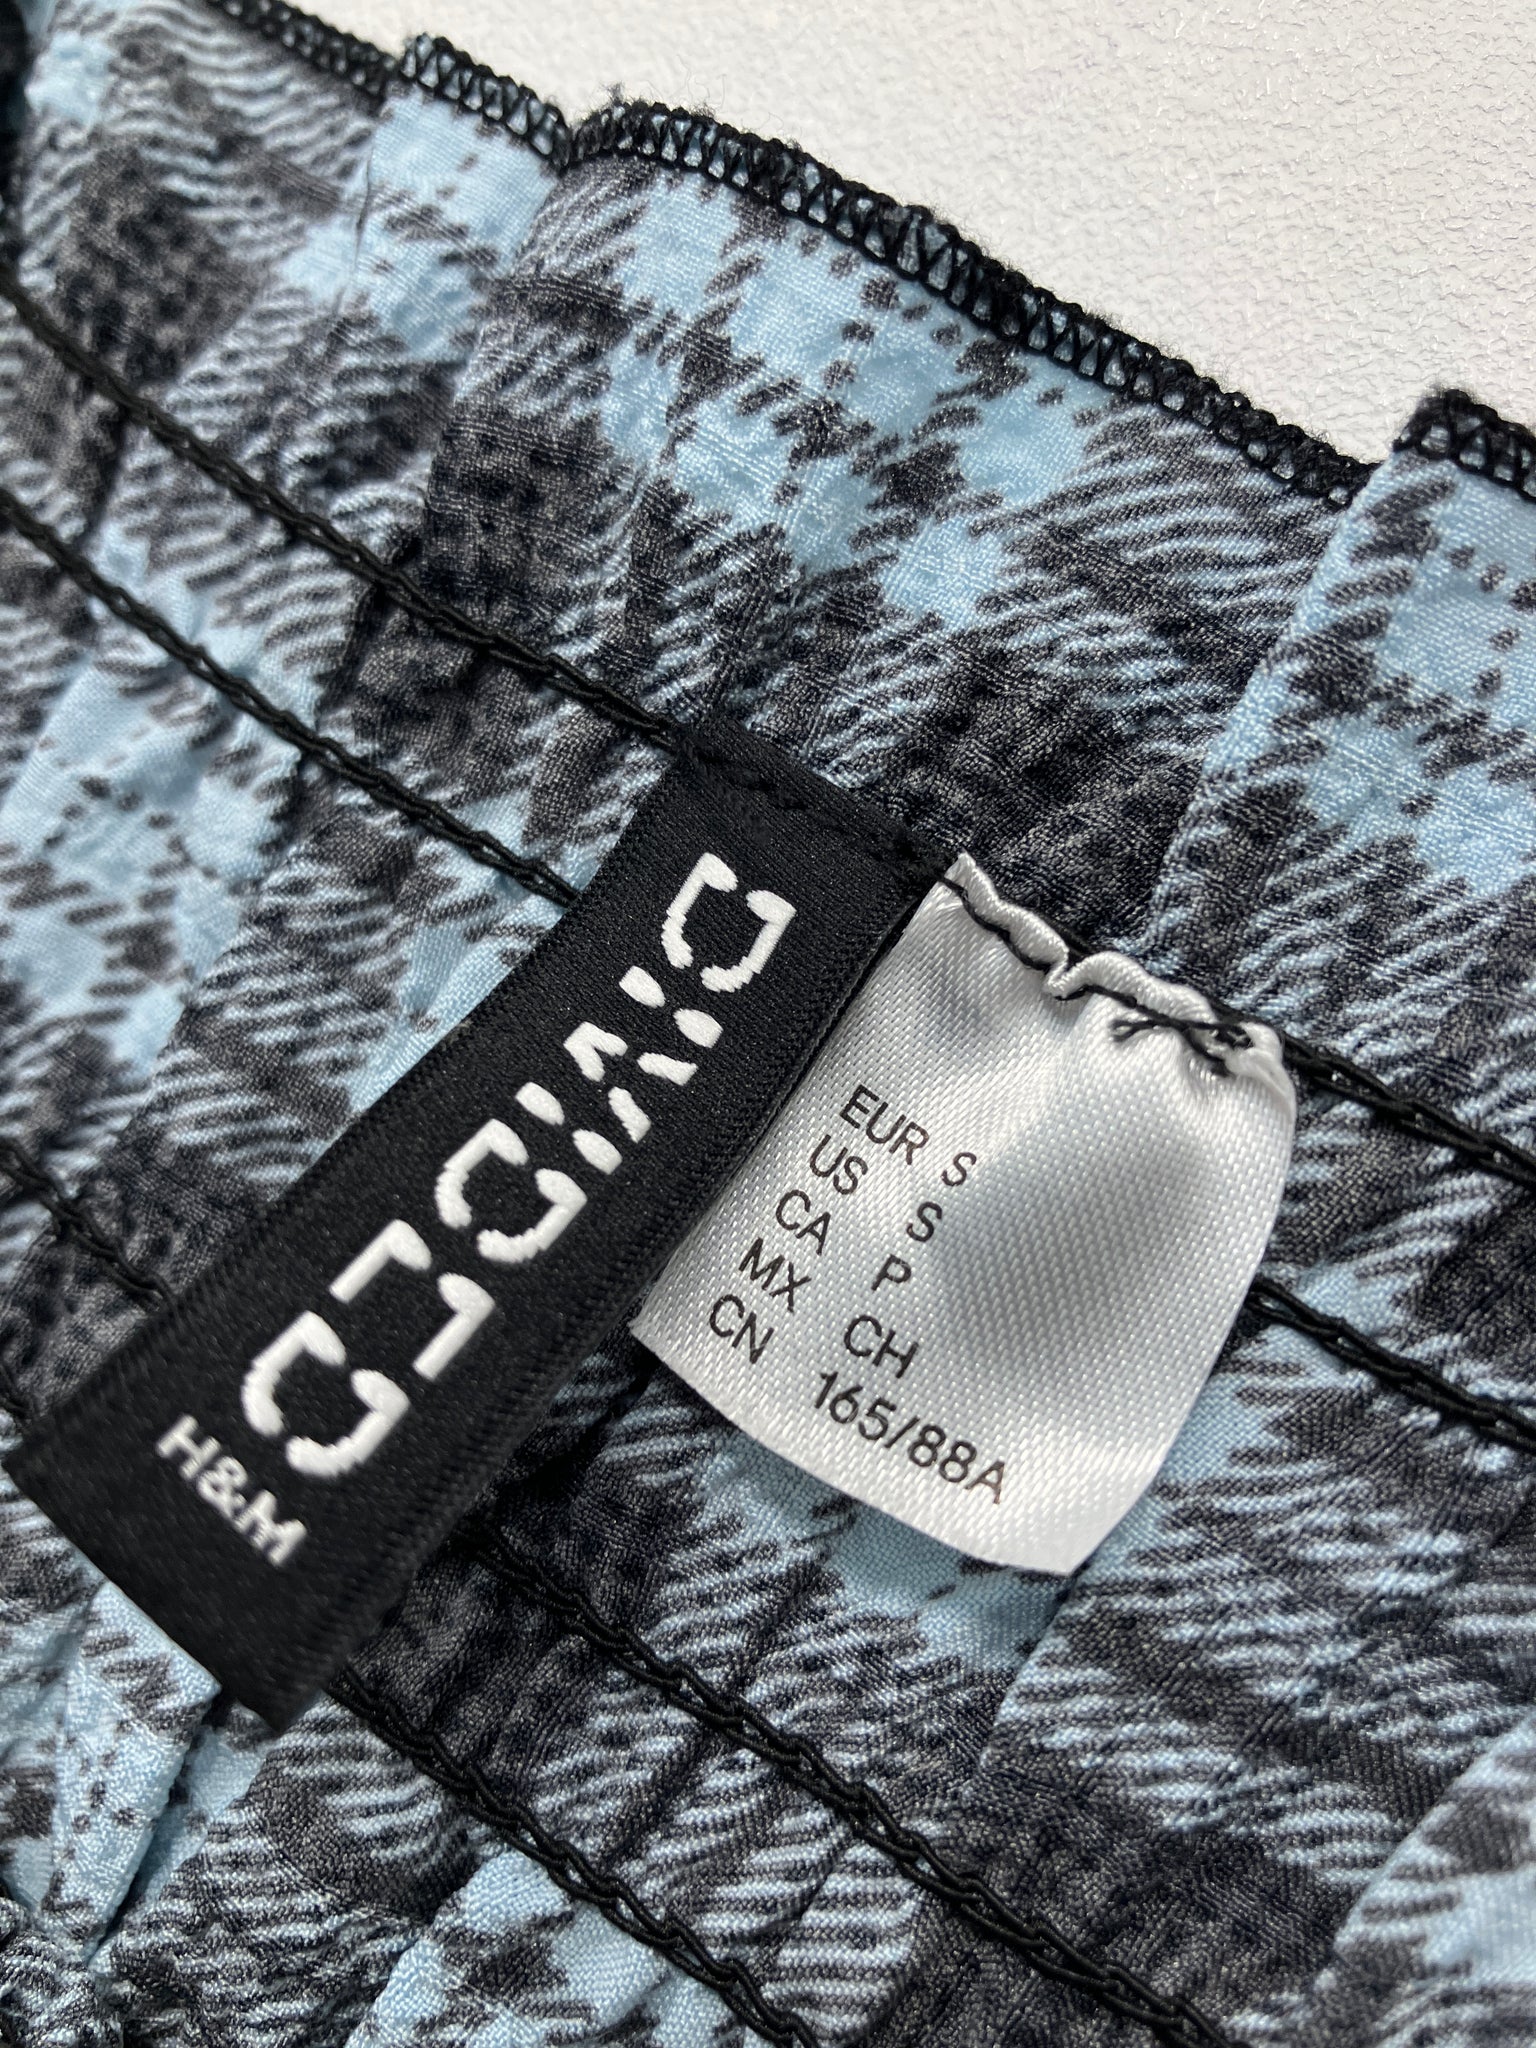 DIVIDED
H&M
EUR S
US S
CA P
MX CH
CN 165/88A